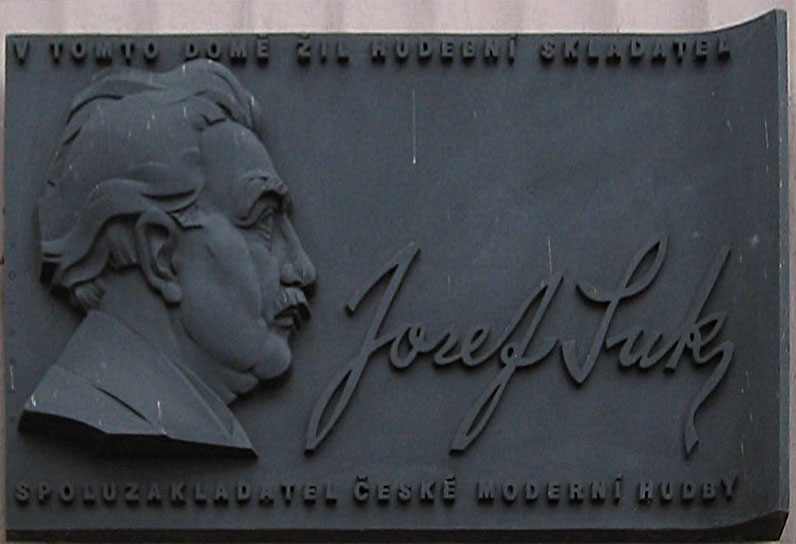 V TOMTO DOMĚ ŽIL HUDEBNÍ SKLADATEL
Josef Suk
SPOLUZAKLADATEL ČESKÉ MODERNÍ HUDBY